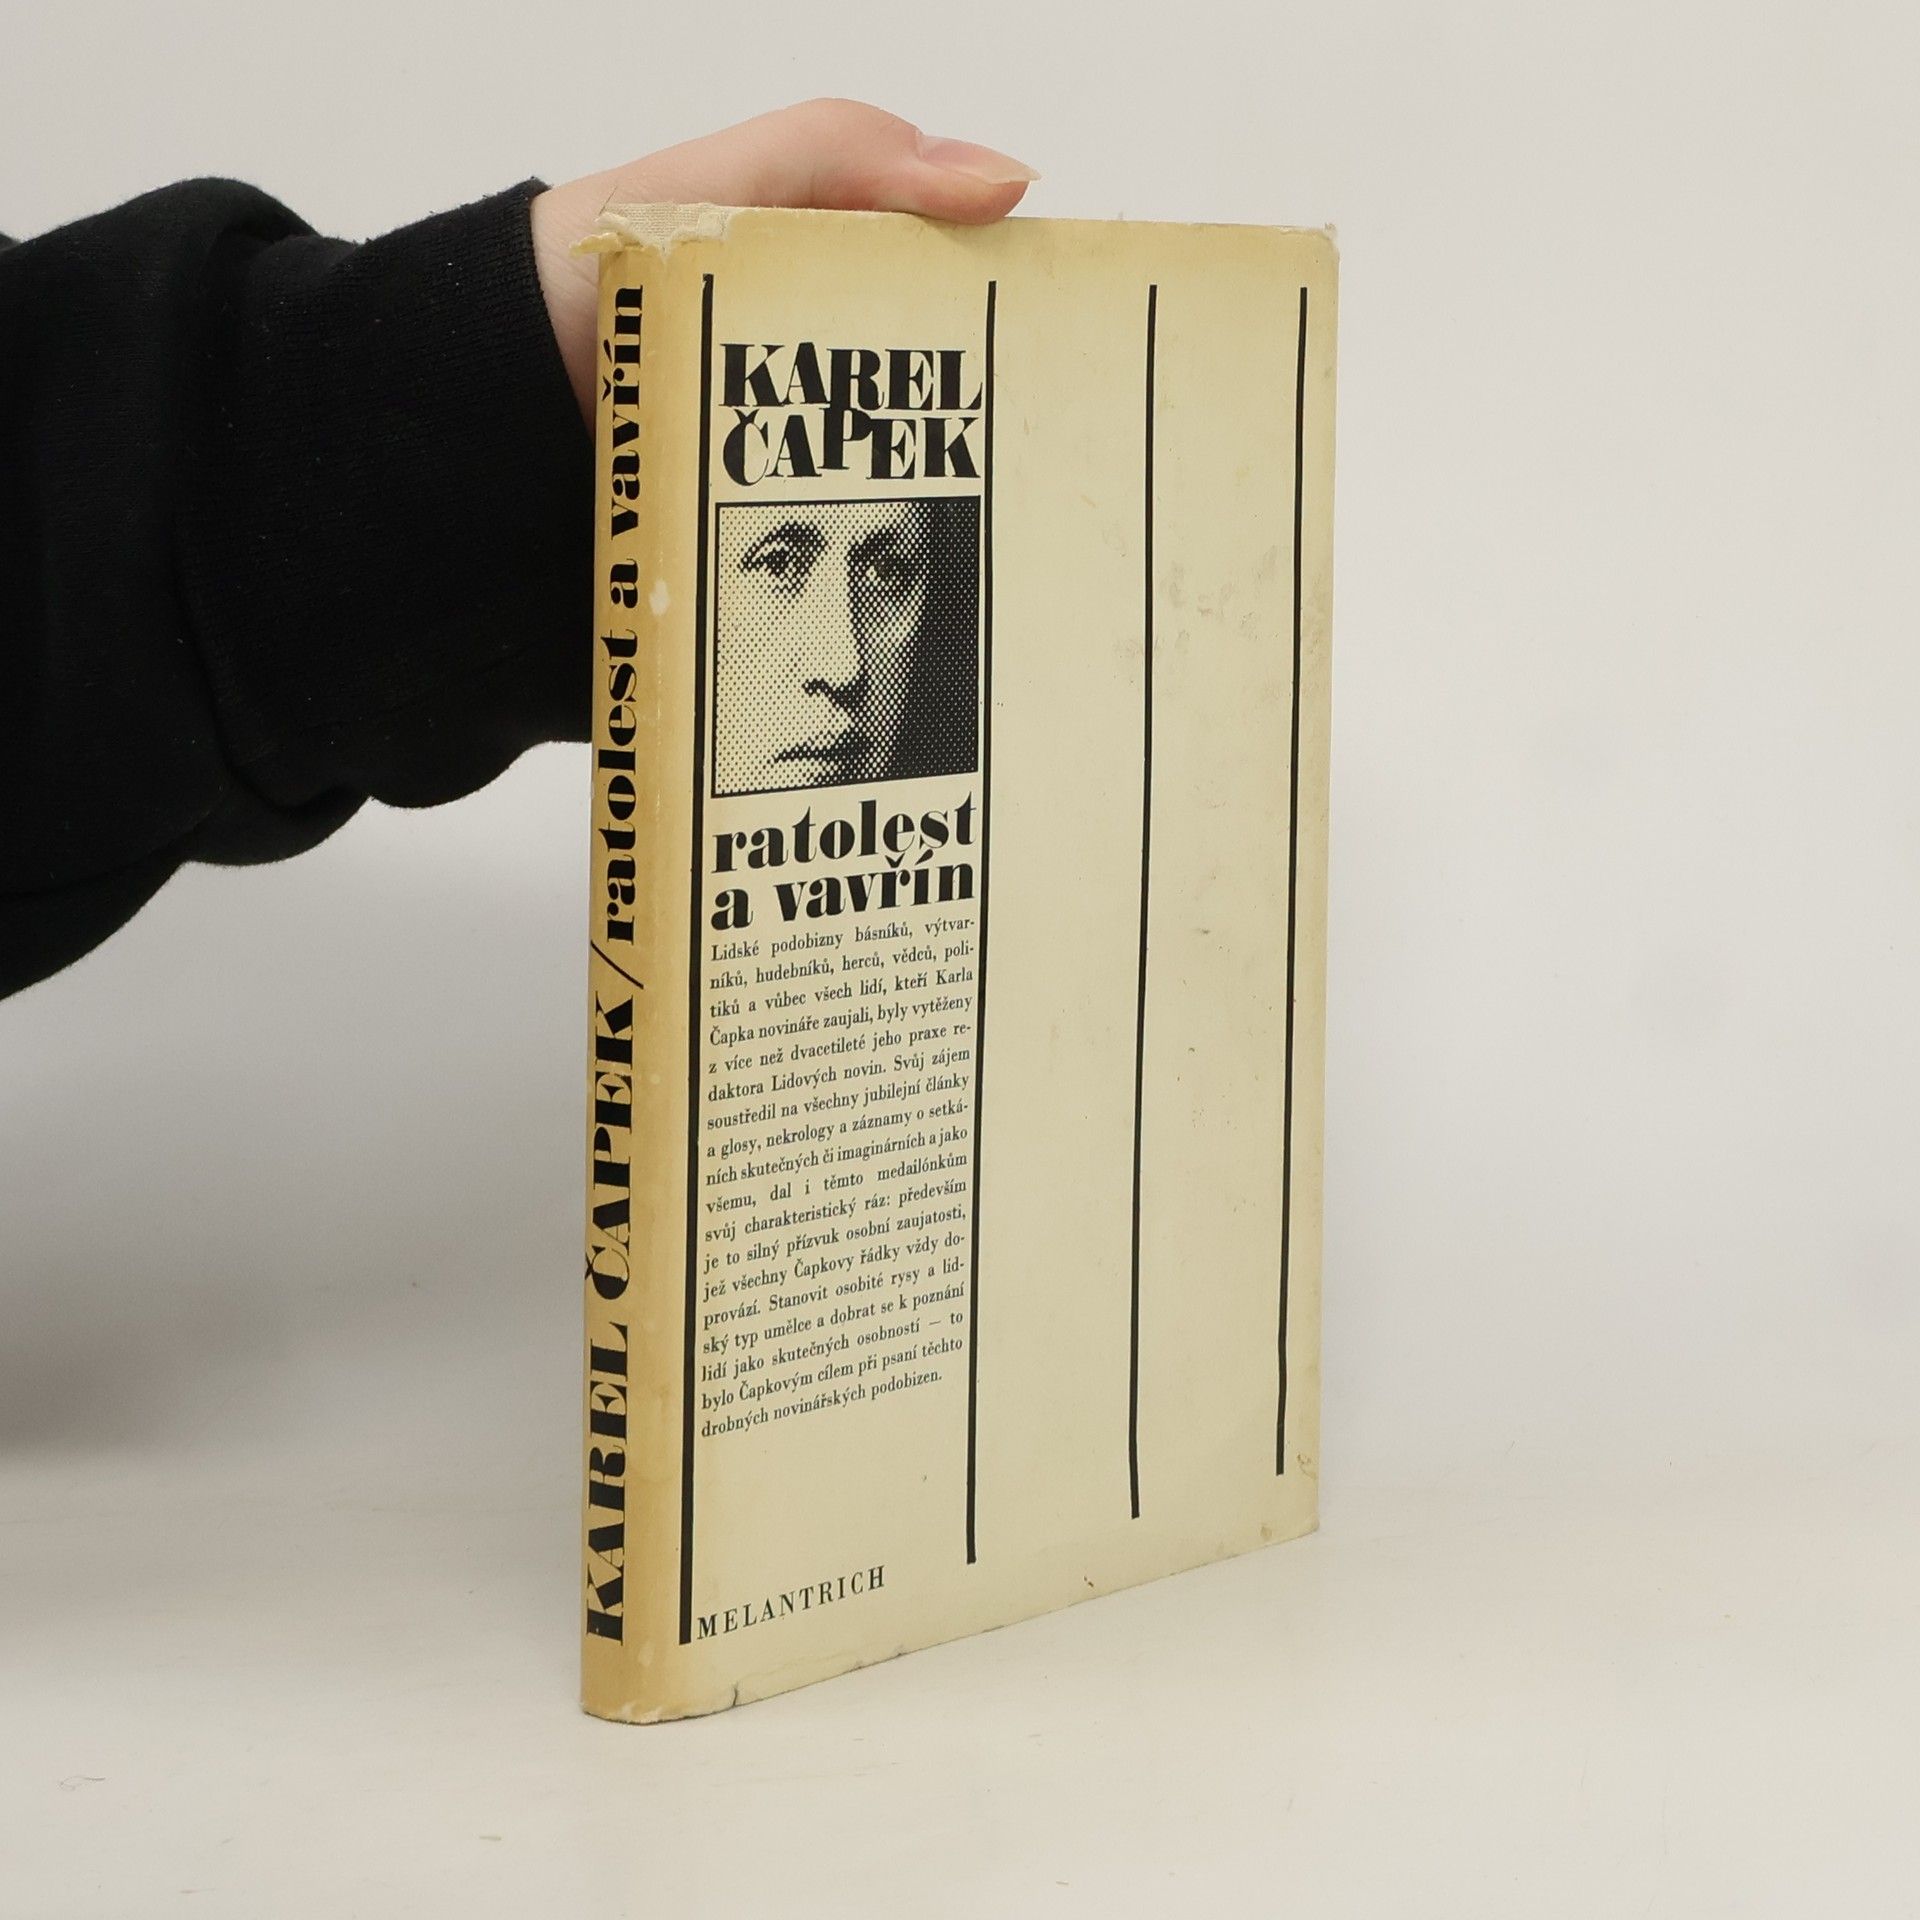 KAREL ČAPEK/ratolest a vavřín
KAREL
ČAPEK
ratolest
a vavřín
Lidské podobizny básníků, výtvar-
níků, hudebníků, herců, vědců, poli-
tiků a vůbec všech lidí, kteří Karla
Čapka novináře zaujali, byly vytěženy
z více než dvacetileté jeho praxe re-
daktora Lidových novin. Svůj zájem
soustředil na všechny jubilejní články
a glosy, nekrology a záznamy o setká-
ních skutečných či imaginárních a jako
všemu, dal i těmto medailónkům
svůj charakteristický ráz: především
je to silný přízvuk osobní zaujatosti,
jež všechny Čapkovy řádky vždy do-
provází. Stanovit osobité rysy a lid-
ský typ umělce a dobrat se k poznání
lidí jako skutečných osobností — to
bylo Čapkovým cílem při psaní těchto
drobných novinářských podobizen.
MELANTRICH